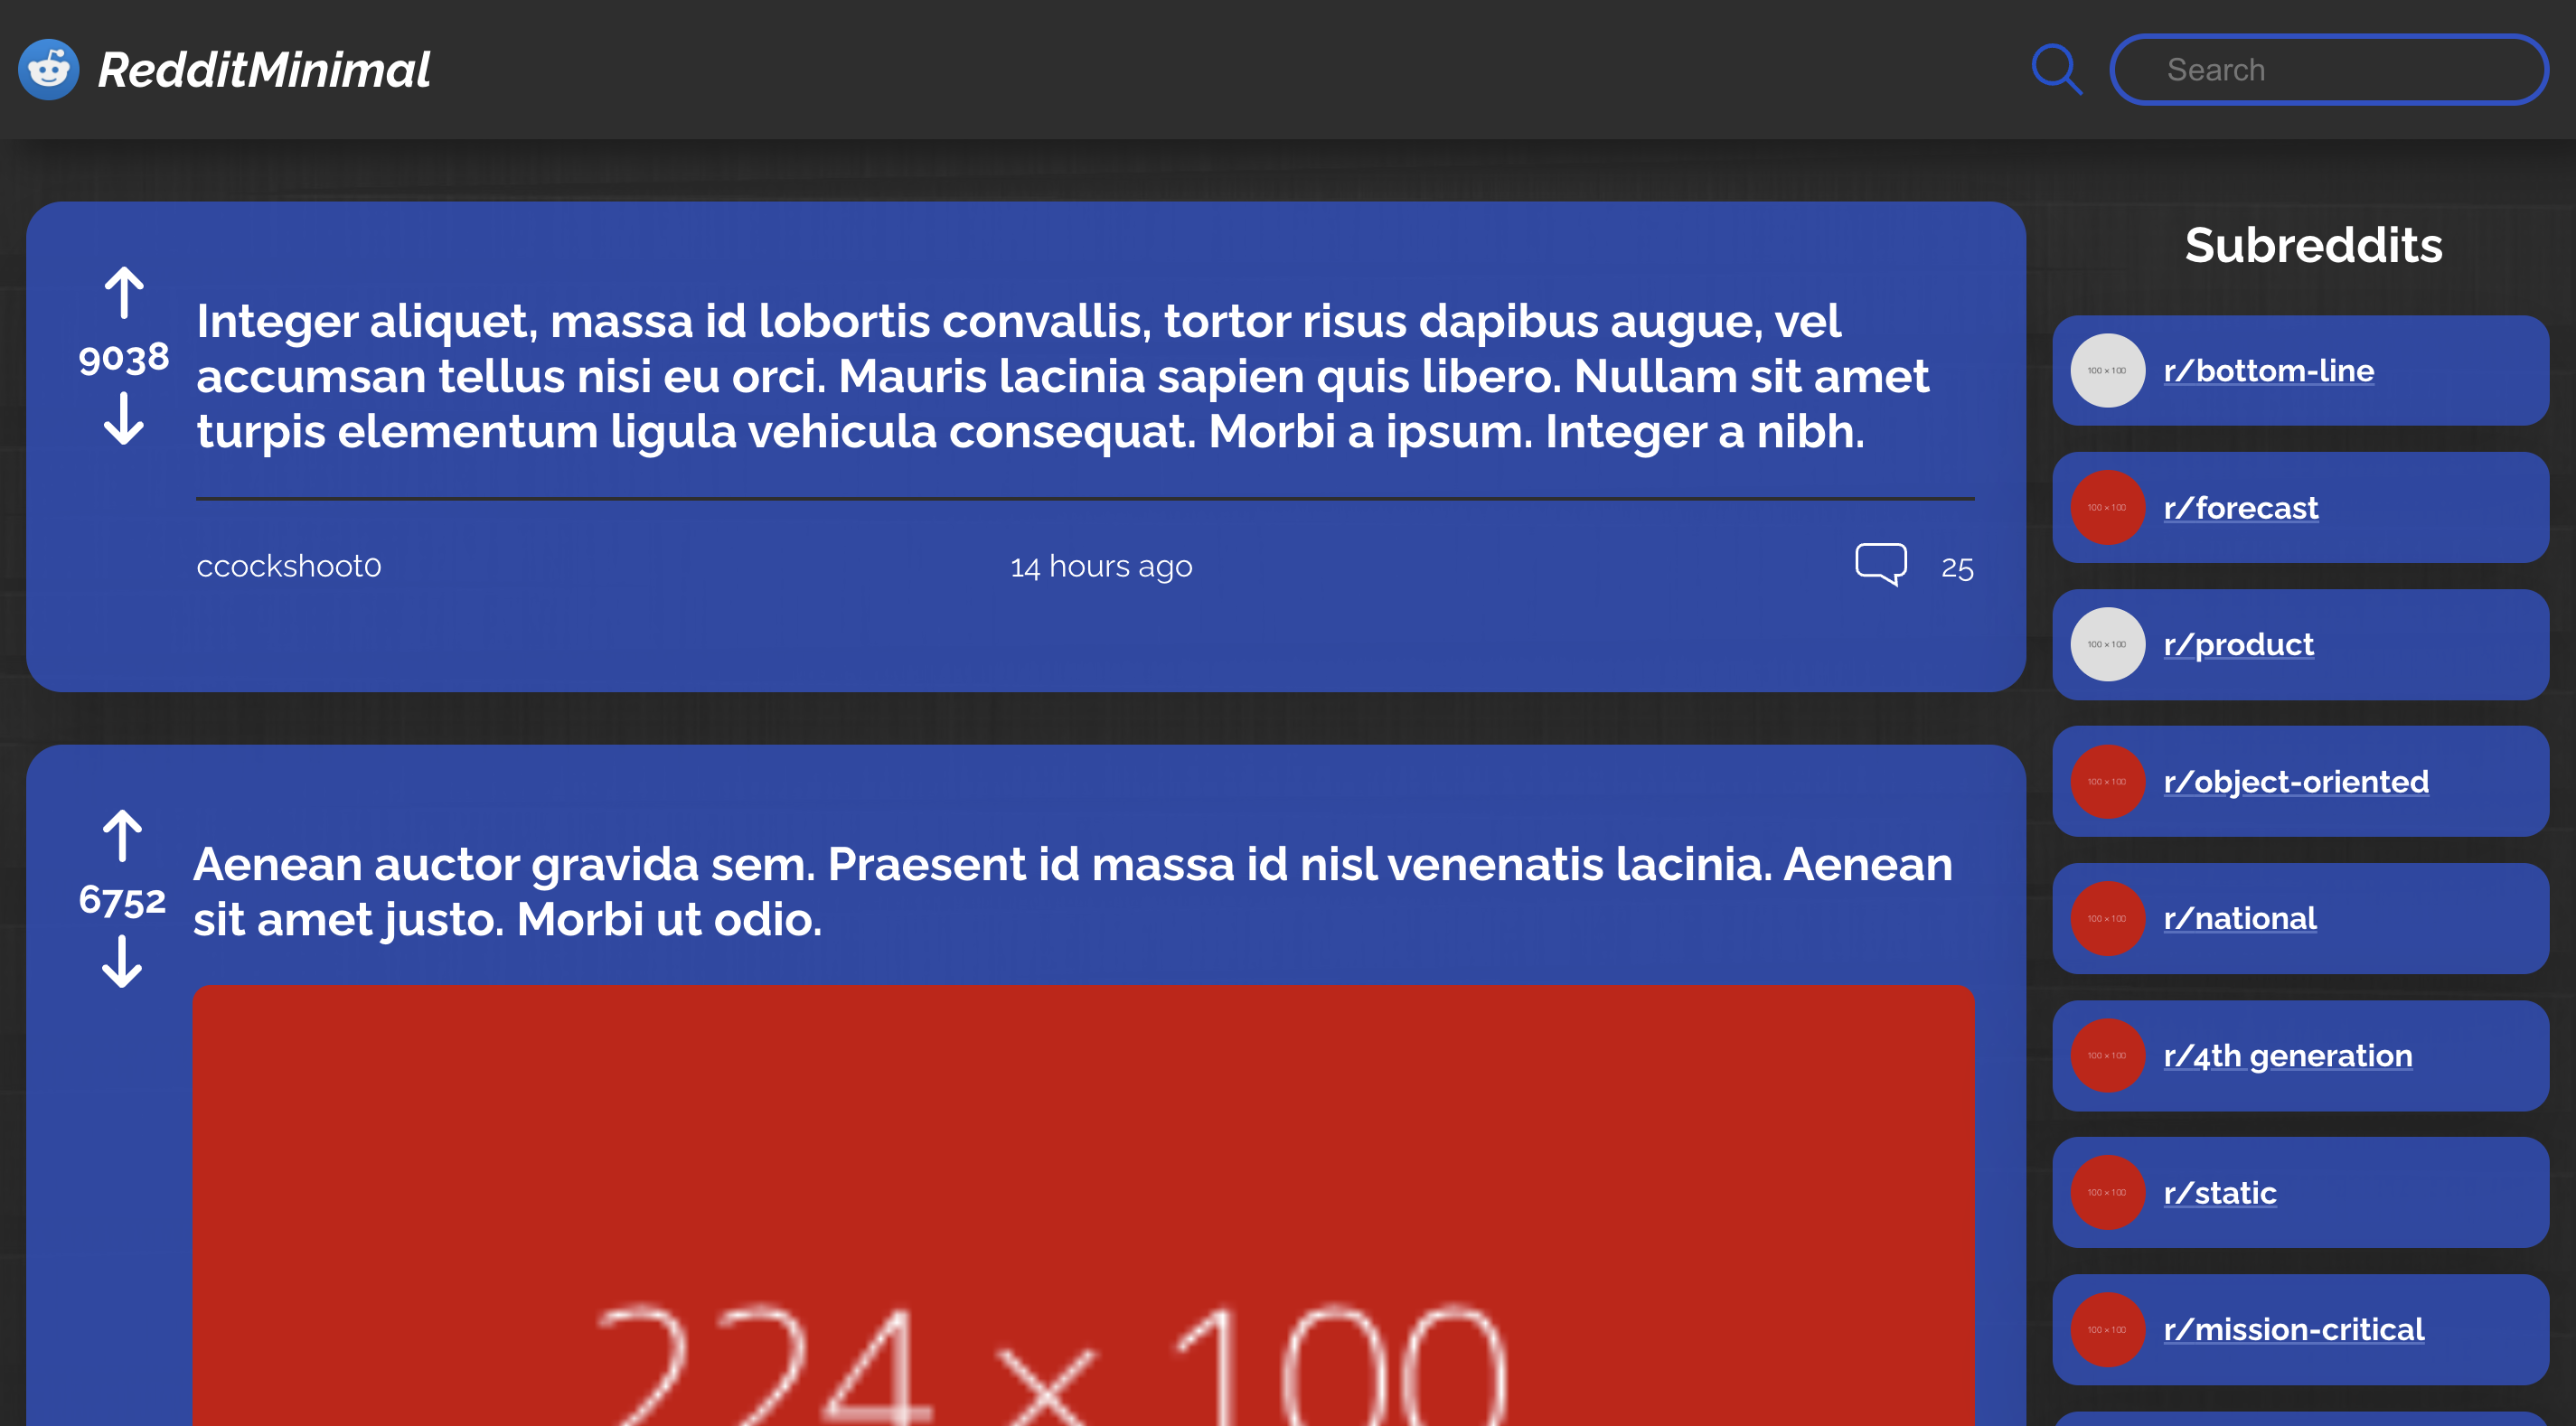 RedditMinimal
Search
9038
Integer aliquet, massa id lobortis convallis, tortor risus dapibus augue, vel
accumsan tellus nisi eu orci. Mauris lacinia sapien quis libero. Nullam sit amet
turpis elementum ligula vehicula consequat. Morbi a ipsum. Integer a nibh.
ccockshoot0
14 hours ago
25
6752
Aenean auctor gravida sem. Praesent id massa id nisl venenatis lacinia. Aenean
sit amet justo. Morbi ut odio.
224 × 100
Subreddits
100 × 100
r/bottom-line
100 × 100
r/forecast
100 × 100
r/product
100 × 100
r/object-oriented
100 × 100
r/national
100 × 100
r/4th generation
100 × 100
r/static
100 × 100
r/mission-critical